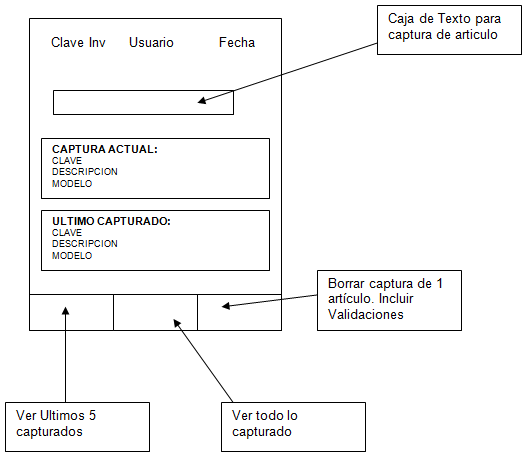 Caja de Texto para
captura de articulo
Clave Inv Usuario Fecha
CAPTURA ACTUAL:
CLAVE
DESCRIPCION
MODELO
ULTIMO CAPTURADO:
CLAVE
DESCRIPCION
MODELO
Borrar captura de 1
artículo. Incluir
Validaciones
Ver Ultimos 5
capturados
Ver todo lo
capturado